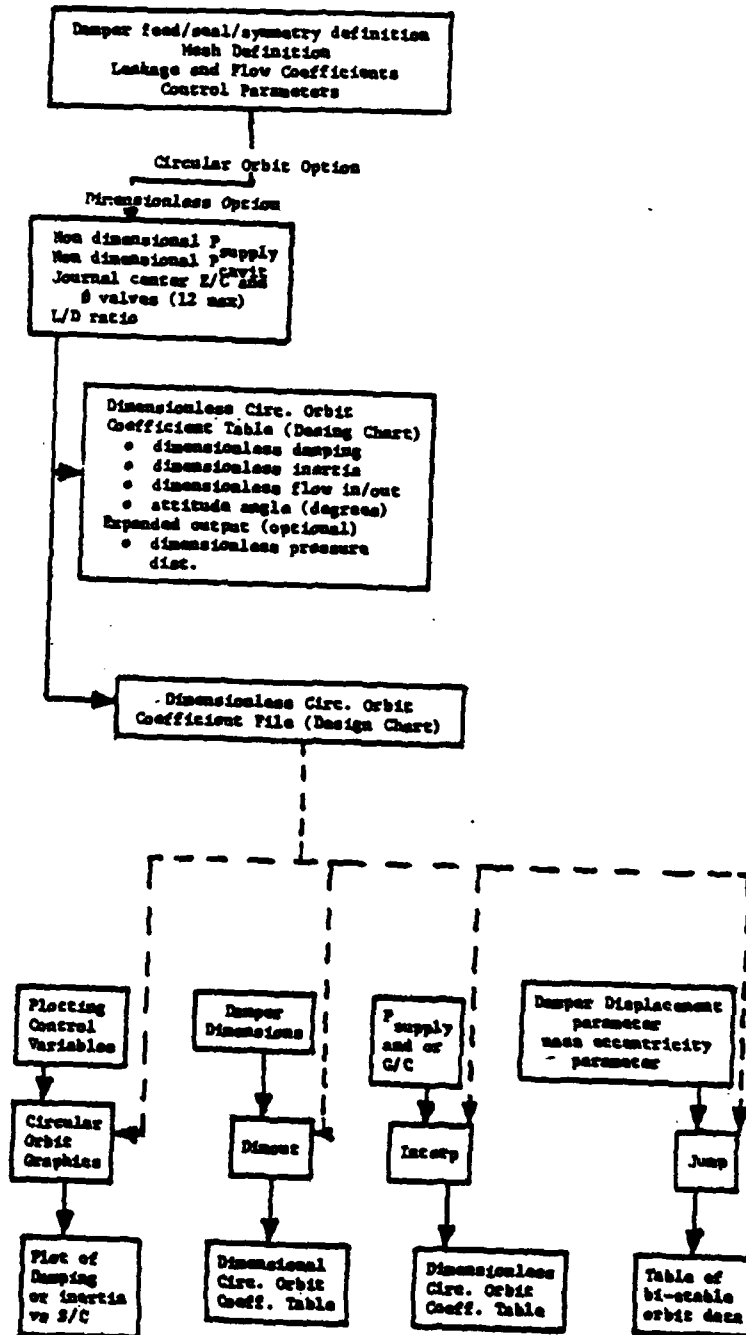 Damper feed/seal/symmetry definition
Mesh Definition
Leakage and Flow Coefficients
Control Parameters
Circular Orbit Option
Dimensionless Option
Non dimensional P supply
Non dimensional P cavit
Journal center E/C and
ø valves (12 max)
L/D ratio
Dimensionless Circ. Orbit
Coefficient Table (Desing Chart)
• dimensionless damping
• dimensionless inertia
• dimensionless flow in/out
• attitude angle (degrees)
Expanded output (optional)
• dimensionless pressure
dist.
Dimensionless Circ. Orbit
Coefficient File (Design Chart)
Plotting
Control
Variables
Damper
Dimensions
P supply
and or
G/C
Damper Displacement
parameter
mass eccentricity
parameter
Circular
Orbit
Graphics
Dimout
Interp
Jump
Plot of
Damping
or inertia
vs E/C
Dimensional
Circ. Orbit
Coeff. Table
Dimensionless
Circ. Orbit
Coeff. Table
Table of
bi-stable
orbit data